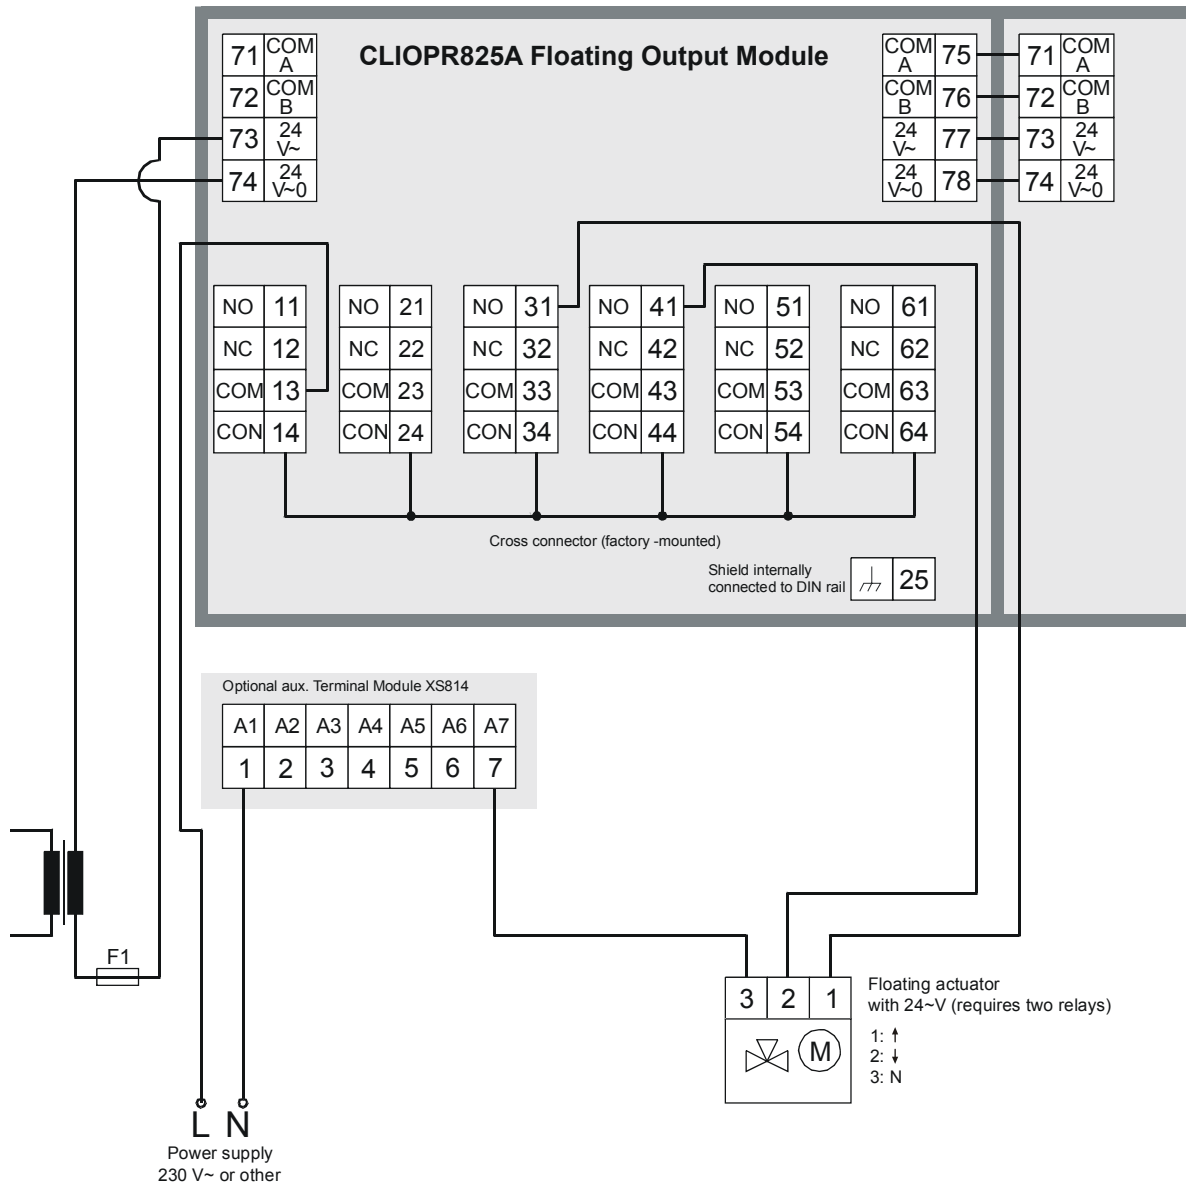 CLIOPR825A Floating Output Module
71 COM A
72 COM B
73 24 V~
74 24 V~0
COM A 75
COM B 76
24 V~ 77
24 V~0 78
71 COM A
72 COM B
73 24 V~
74 24 V~0
NO 11 NO 21 NO 31 NO 41 NO 51 NO 61
NC 12 NC 22 NC 32 NC 42 NC 52 NC 62
COM 13 COM 23 COM 33 COM 43 COM 53 COM 63
CON 14 CON 24 CON 34 CON 44 CON 54 CON 64
Cross connector (factory -mounted)
Shield internally
connected to DIN rail
25
Optional aux. Terminal Module XS814
A1 A2 A3 A4 A5 A6 A7
1 2 3 4 5 6 7
F1
3 2 1
M
Floating actuator
with 24~V (requires two relays)
1: ↑
2: ↓
3: N
L N
Power supply
230 V~ or other